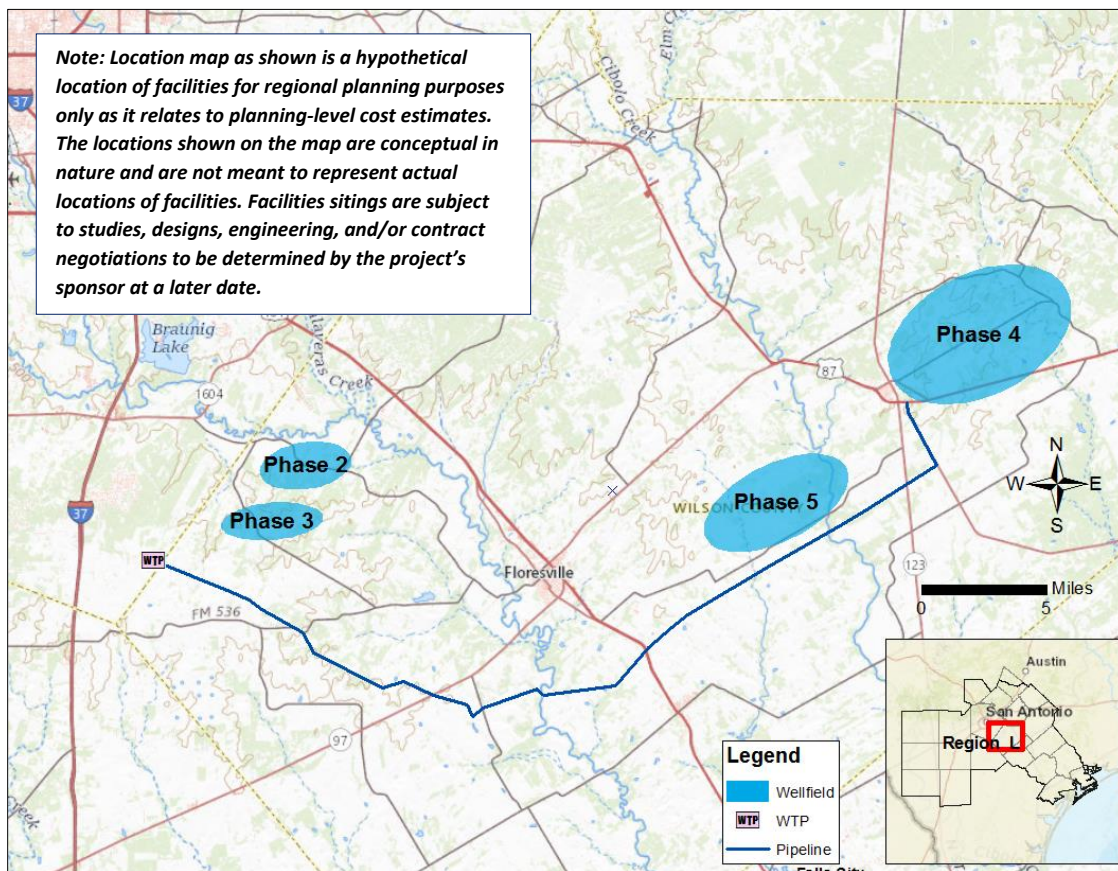 Note: Location map as shown is a hypothetical
location of facilities for regional planning purposes
only as it relates to planning-level cost estimates.
The locations shown on the map are conceptual in
nature and are not meant to represent actual
locations of facilities. Facilities sitings are subject
to studies, designs, engineering, and/or contract
negotiations to be determined by the project's
sponsor at a later date.
37
Cibolo Creek
Braunig
Lake
Calaveras Creek
1604
87
Phase 4
Phase 2
Phase 3
Phase 5
WILSON COUNTY
N
W E
S
37
WTP
Floresville
FM 536
123
Miles
0 5
97
Legend
Wellfield
WTP WTP
Pipeline
Austin
San Antonio
Region L
Creek